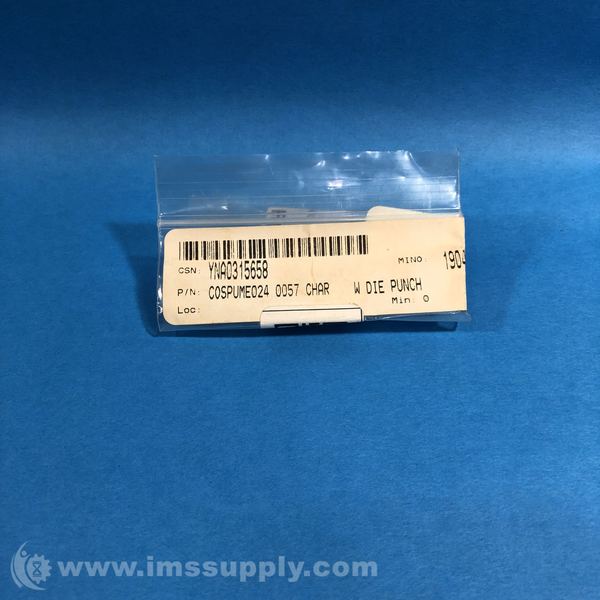 CSN: YNA0315658 MINO: 1904
P/N: COSPUME024 0057 CHAR W DIE PUNCH
Loc: Min: 0
www.imssupply.com